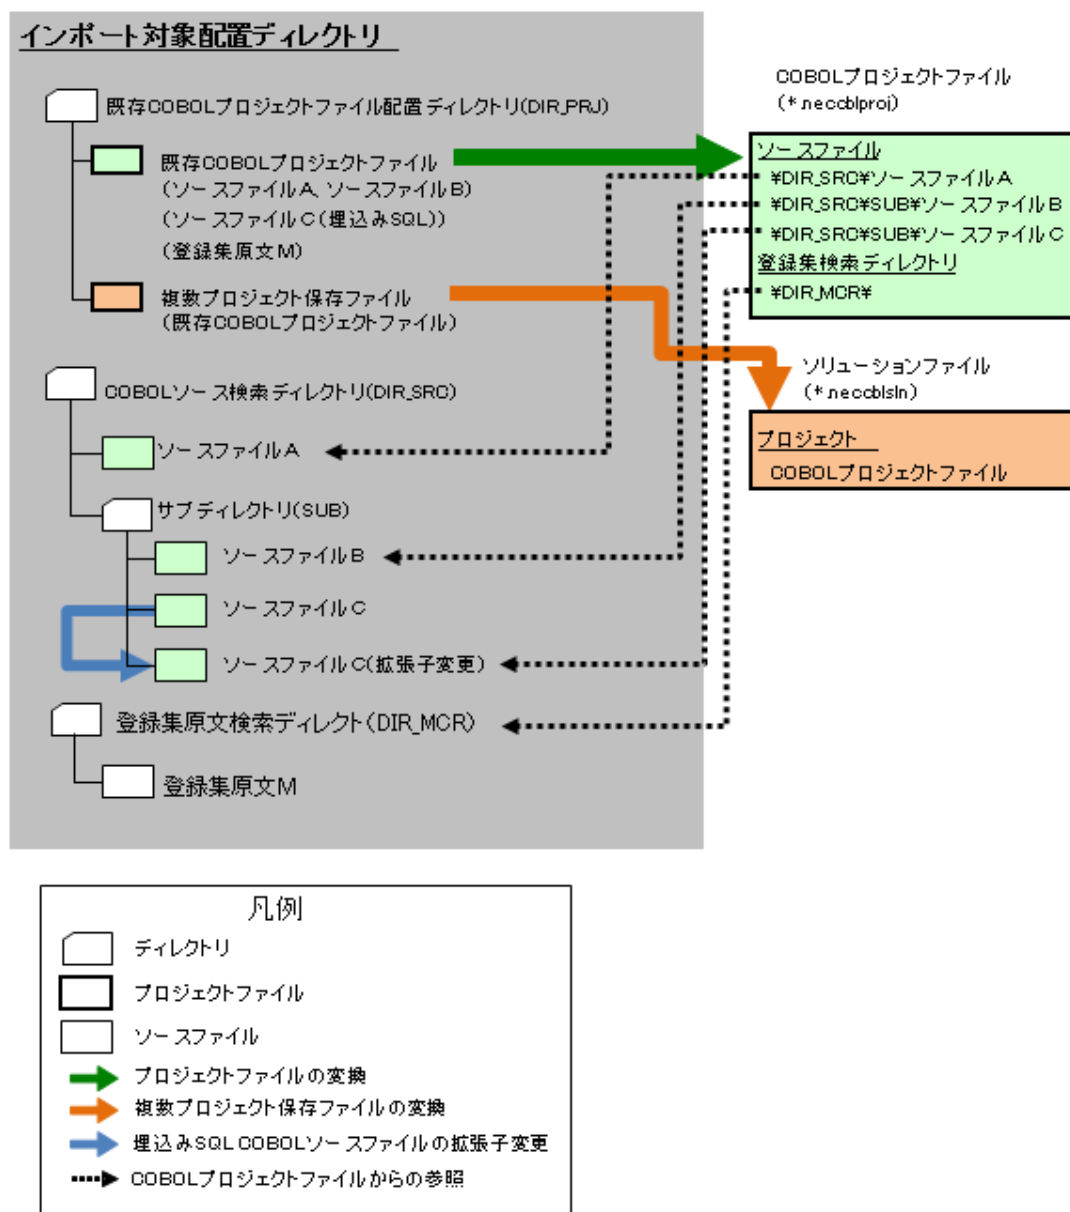 インポート対象配置ディレクトリ
既存COBOLプロジェクトファイル配置ディレクトリ(DIR_PRJ)
既存COBOLプロジェクトファイル
(ソースファイルA、ソースファイルB)
(ソースファイルC(埋込みSQL))
(登録集原文M)
複数プロジェクト保存ファイル
(既存COBOLプロジェクトファイル)
COBOLソース検索ディレクトリ(DIR_SRC)
ソースファイルA
サブディレクトリ(SUB)
ソースファイルB
ソースファイルC
ソースファイルC(拡張子変更)
登録集原文検索ディレクト(DIR_MCR)
登録集原文M
COBOLプロジェクトファイル
(*.neccblproj)
ソースファイル
¥DIR_SRC¥ソースファイルA
¥DIR_SRC¥SUB¥ソースファイルB
¥DIR_SRC¥SUB¥ソースファイルC
登録集検索ディレクトリ
¥DIR_MCR¥
ソリューションファイル
(*.neccblsln)
プロジェクト
COBOLプロジェクトファイル
凡例
ディレクトリ
プロジェクトファイル
ソースファイル
プロジェクトファイルの変換
複数プロジェクト保存ファイルの変換
埋込みSQL COBOLソースファイルの拡張子変更
COBOLプロジェクトファイルからの参照